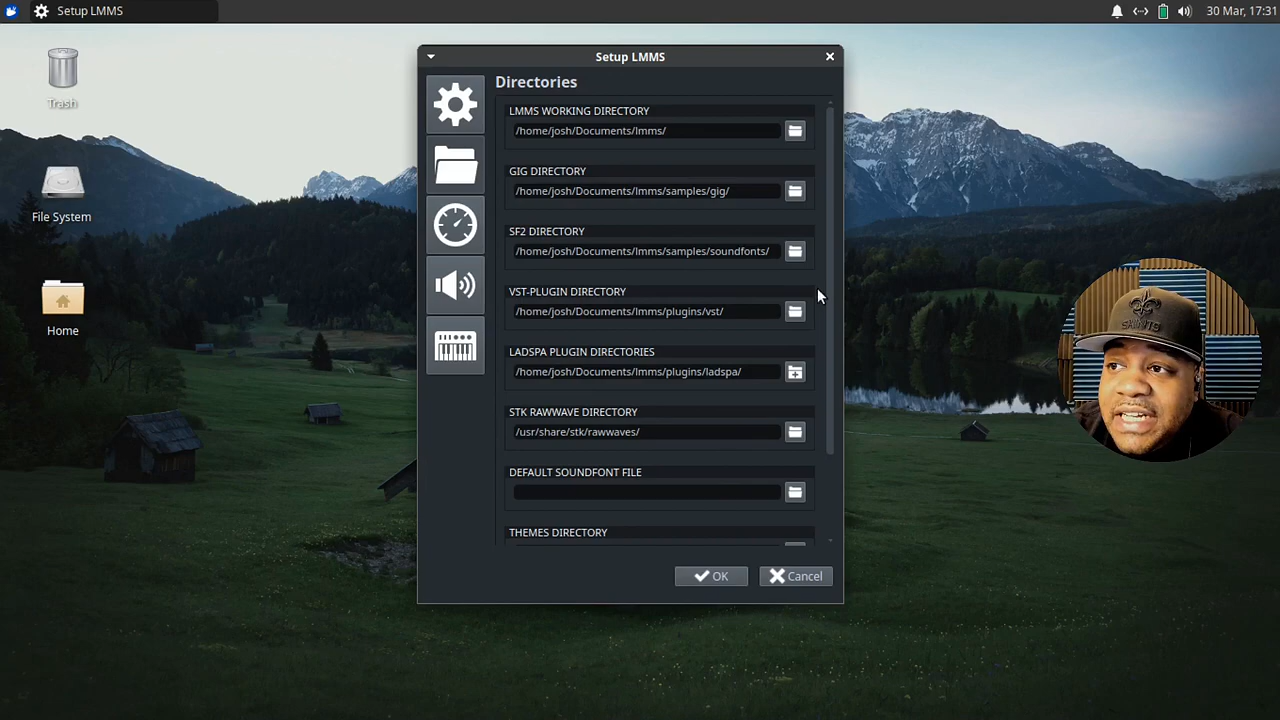 Setup LMMS
30 Mar, 17:31
Trash
File System
Home
Setup LMMS
Directories
LMMS WORKING DIRECTORY
/home/josh/Documents/lmms/
GIG DIRECTORY
/home/josh/Documents/lmms/samples/gig/
SF2 DIRECTORY
/home/josh/Documents/lmms/samples/soundfonts/
VST-PLUGIN DIRECTORY
/home/josh/Documents/lmms/plugins/vst/
LADSPA PLUGIN DIRECTORIES
/home/josh/Documents/lmms/plugins/ladspa/
STK RAWWAVE DIRECTORY
/usr/share/stk/rawwaves/
DEFAULT SOUNDFONT FILE
THEMES DIRECTORY
OK
Cancel
SAINTS